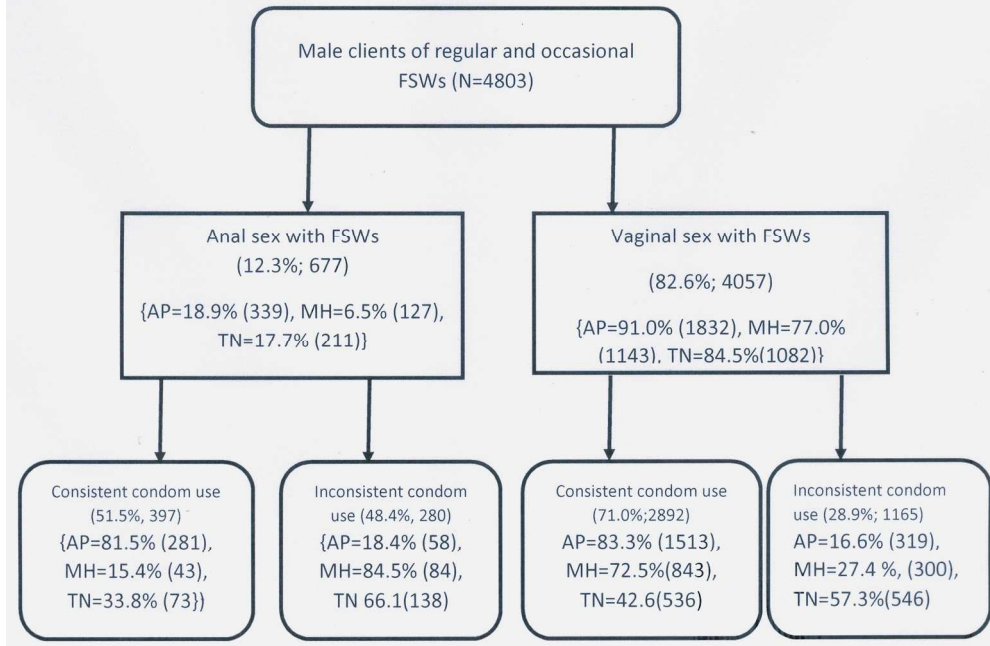 Male clients of regular and occasional
FSWs (N=4803)
Anal sex with FSWs
(12.3%; 677)
{AP=18.9% (339), MH=6.5% (127),
TN=17.7% (211)}
Vaginal sex with FSWs
(82.6%; 4057)
{AP=91.0% (1832), MH=77.0%
(1143), TN=84.5%(1082)}
Consistent condom use
(51.5%, 397)
{AP=81.5% (281),
MH=15.4% (43),
TN=33.8% (73})
Inconsistent condom
use (48.4%, 280)
{AP=18.4% (58),
MH=84.5% (84),
TN 66.1(138)
Consistent condom use
(71.0%;2892)
AP=83.3% (1513),
MH=72.5%(843),
TN=42.6(536)
Inconsistent condom
use (28.9%; 1165)
AP=16.6% (319),
MH=27.4 %, (300),
TN=57.3%(546)